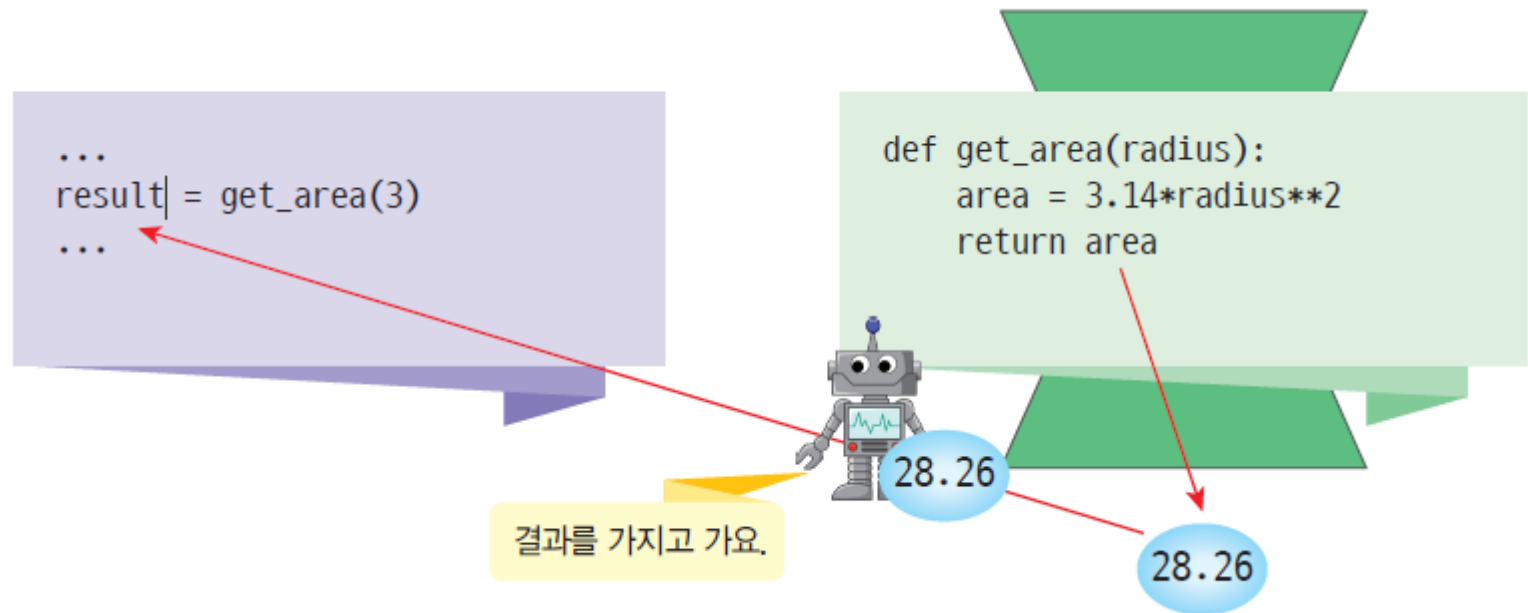 ...
result = get_area(3)
...
def get_area(radius):
    area = 3.14*radius**2
    return area
28.26
결과를 가지고 가요.
28.26